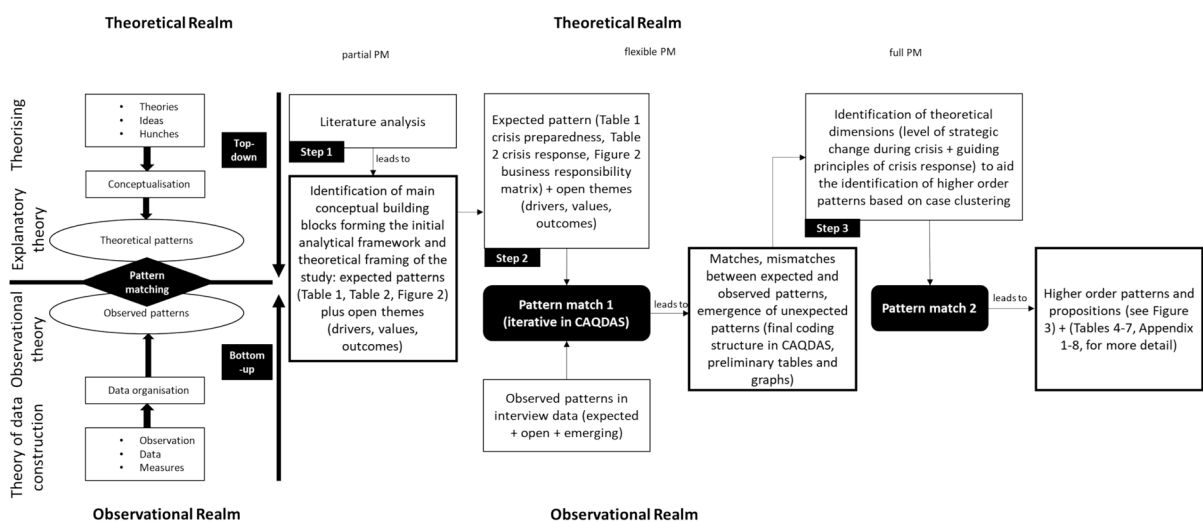 Theoretical Realm
Theoretical Realm
partial PM
flexible PM
full PM
Theorising
Explanatory
theory
Observational
theory
Theory of data
construction
• Theories
• Ideas
• Hunches
Conceptualisation
Theoretical patterns
Pattern
matching
Observed patterns
Data organisation
• Observation
• Data
• Measures
Top-
down
Bottom
-up
Literature analysis
Step 1
leads to
Identification of main
conceptual building
blocks forming the initial
analytical framework and
theoretical framing of
the study: expected patterns
(Table 1, Table 2, Figure 2)
plus open themes
(drivers, values,
outcomes)
Expected pattern (Table 1
crisis preparedness, Table
2 crisis response, Figure 2
business responsibility
matrix) + open themes
(drivers, values,
outcomes)
Step 2
Pattern match 1
(iterative in CAQDAS)
leads to
Observed patterns in
interview data (expected
+ open + emerging)
Matches, mismatches
between expected and
observed patterns,
emergence of unexpected
patterns (final coding
structure in CAQDAS,
preliminary tables and
graphs)
Identification of theoretical
dimensions (level of strategic
change during crisis + guiding
principles of crisis response) to aid
the identification of higher order
patterns based on case clustering
Step 3
Pattern match 2
leads to
Higher order patterns and
propositions (see Figure
3) + (Tables 4-7, Appendix
1-8, for more detail)
Observational Realm
Observational Realm